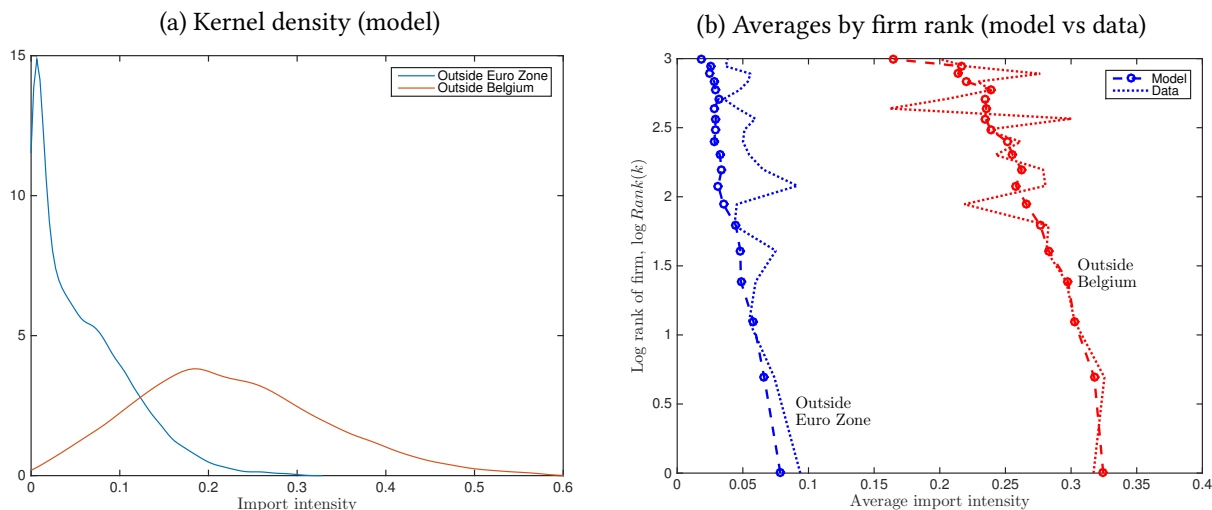 (a) Kernel density (model)
15
10
5
0
0
0.1
0.2
0.3
0.4
0.5
0.6
Import intensity
Outside Euro Zone
Outside Belgium
(b) Averages by firm rank (model vs data)
3
2.5
2
1.5
1
0.5
0
0
0.05
0.1
0.15
0.2
0.25
0.3
0.35
0.4
Log rank of firm, log Rank(k)
Average import intensity
Model
Data
Outside
Belgium
Outside
Euro Zone